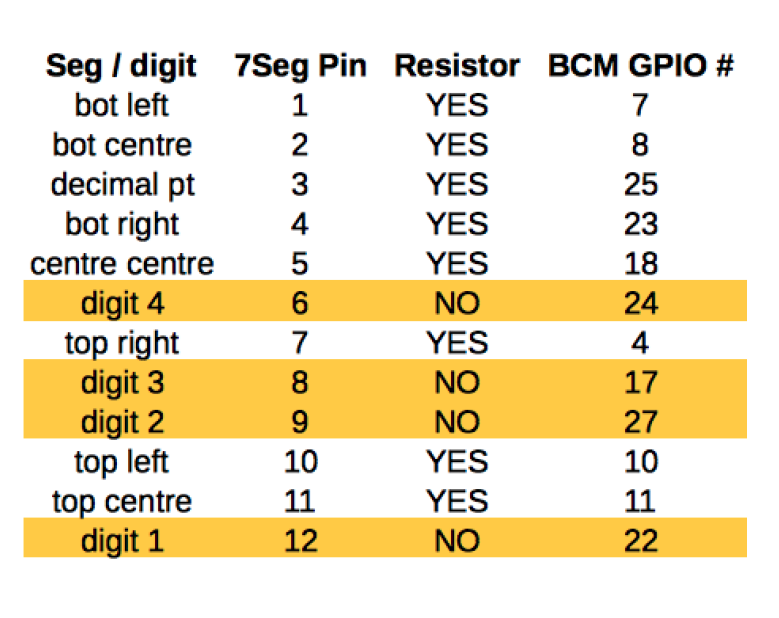 Seg / digit 7Seg Pin Resistor BCM GPIO #
bot left 1 YES 7
bot centre 2 YES 8
decimal pt 3 YES 25
bot right 4 YES 23
centre centre 5 YES 18
digit 4 6 NO 24
top right 7 YES 4
digit 3 8 NO 17
digit 2 9 NO 27
top left 10 YES 10
top centre 11 YES 11
digit 1 12 NO 22